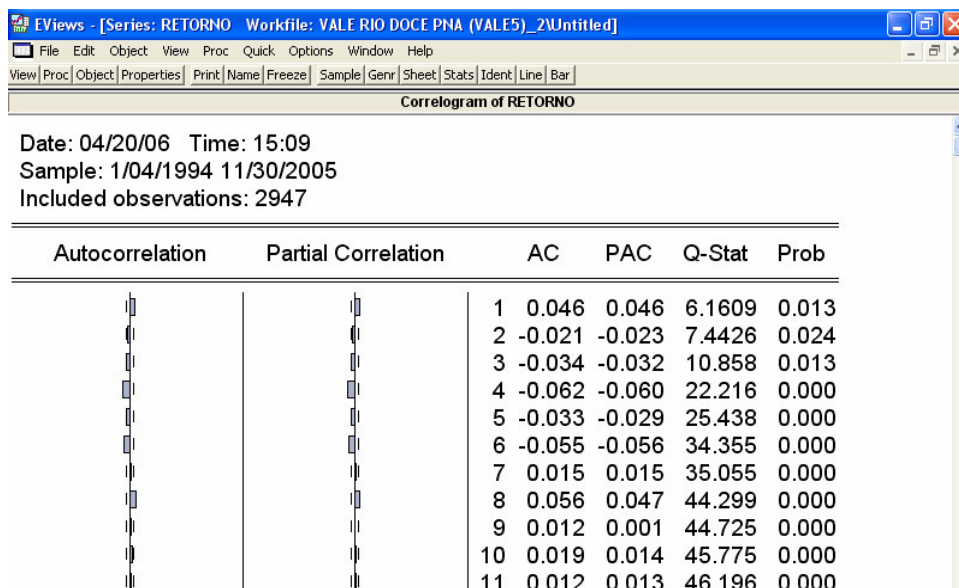 EViews - [Series: RETORNO Workfile: VALE RIO DOCE PNA (VALE5)_2\Untitled]
File Edit Object View Proc Quick Options Window Help
View Proc Object Properties Print Name Freeze Sample Genr Sheet Stats Ident Line Bar
Correlogram of RETORNO
Date: 04/20/06 Time: 15:09
Sample: 1/04/1994 11/30/2005
Included observations: 2947
Autocorrelation Partial Correlation AC PAC Q-Stat Prob
1 0.046 0.046 6.1609 0.013
2 -0.021 -0.023 7.4426 0.024
3 -0.034 -0.032 10.858 0.013
4 -0.062 -0.060 22.216 0.000
5 -0.033 -0.029 25.438 0.000
6 -0.055 -0.056 34.355 0.000
7 0.015 0.015 35.055 0.000
8 0.056 0.047 44.299 0.000
9 0.012 0.001 44.725 0.000
10 0.019 0.014 45.775 0.000
11 0.012 0.013 46.196 0.000